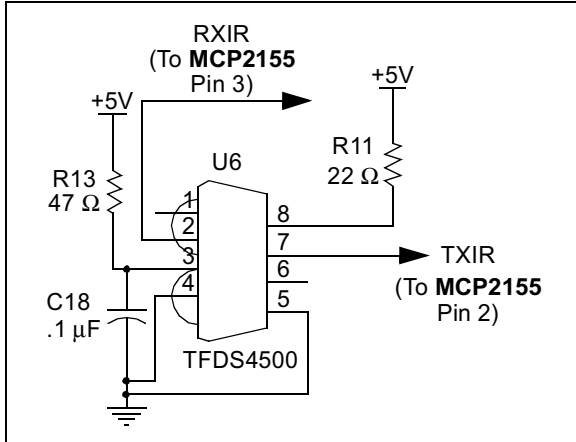 RXIR
(To MCP2155
Pin 3)
+5V
+5V
R13
47 Ω
U6
R11
22 Ω
1
2
3
4
8
7
6
5
TXIR
(To MCP2155
Pin 2)
C18
.1 μF
TFDS4500